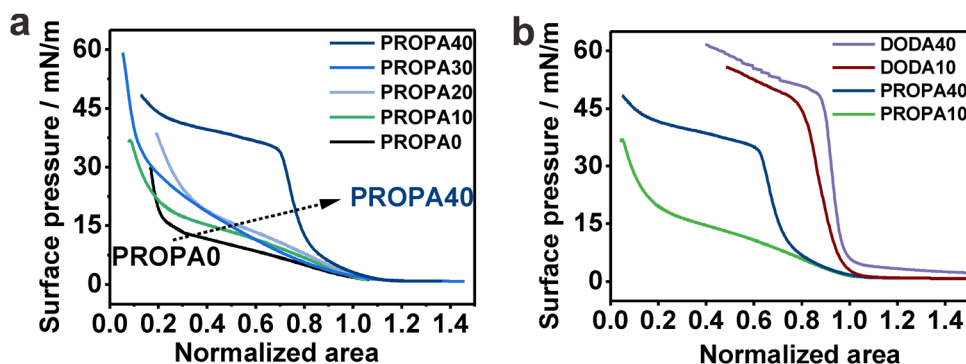 a
Surface pressure / mN/m
60
45
30
15
0
PROPA40
PROPA30
PROPA20
PROPA10
PROPA0
PROPA40
PROPA0
0.0 0.2 0.4 0.6 0.8 1.0 1.2 1.4
Normalized area
b
Surface pressure / mN/m
60
45
30
15
0
DODA40
DODA10
PROPA40
PROPA10
0.0 0.2 0.4 0.6 0.8 1.0 1.2 1.4
Normalized area